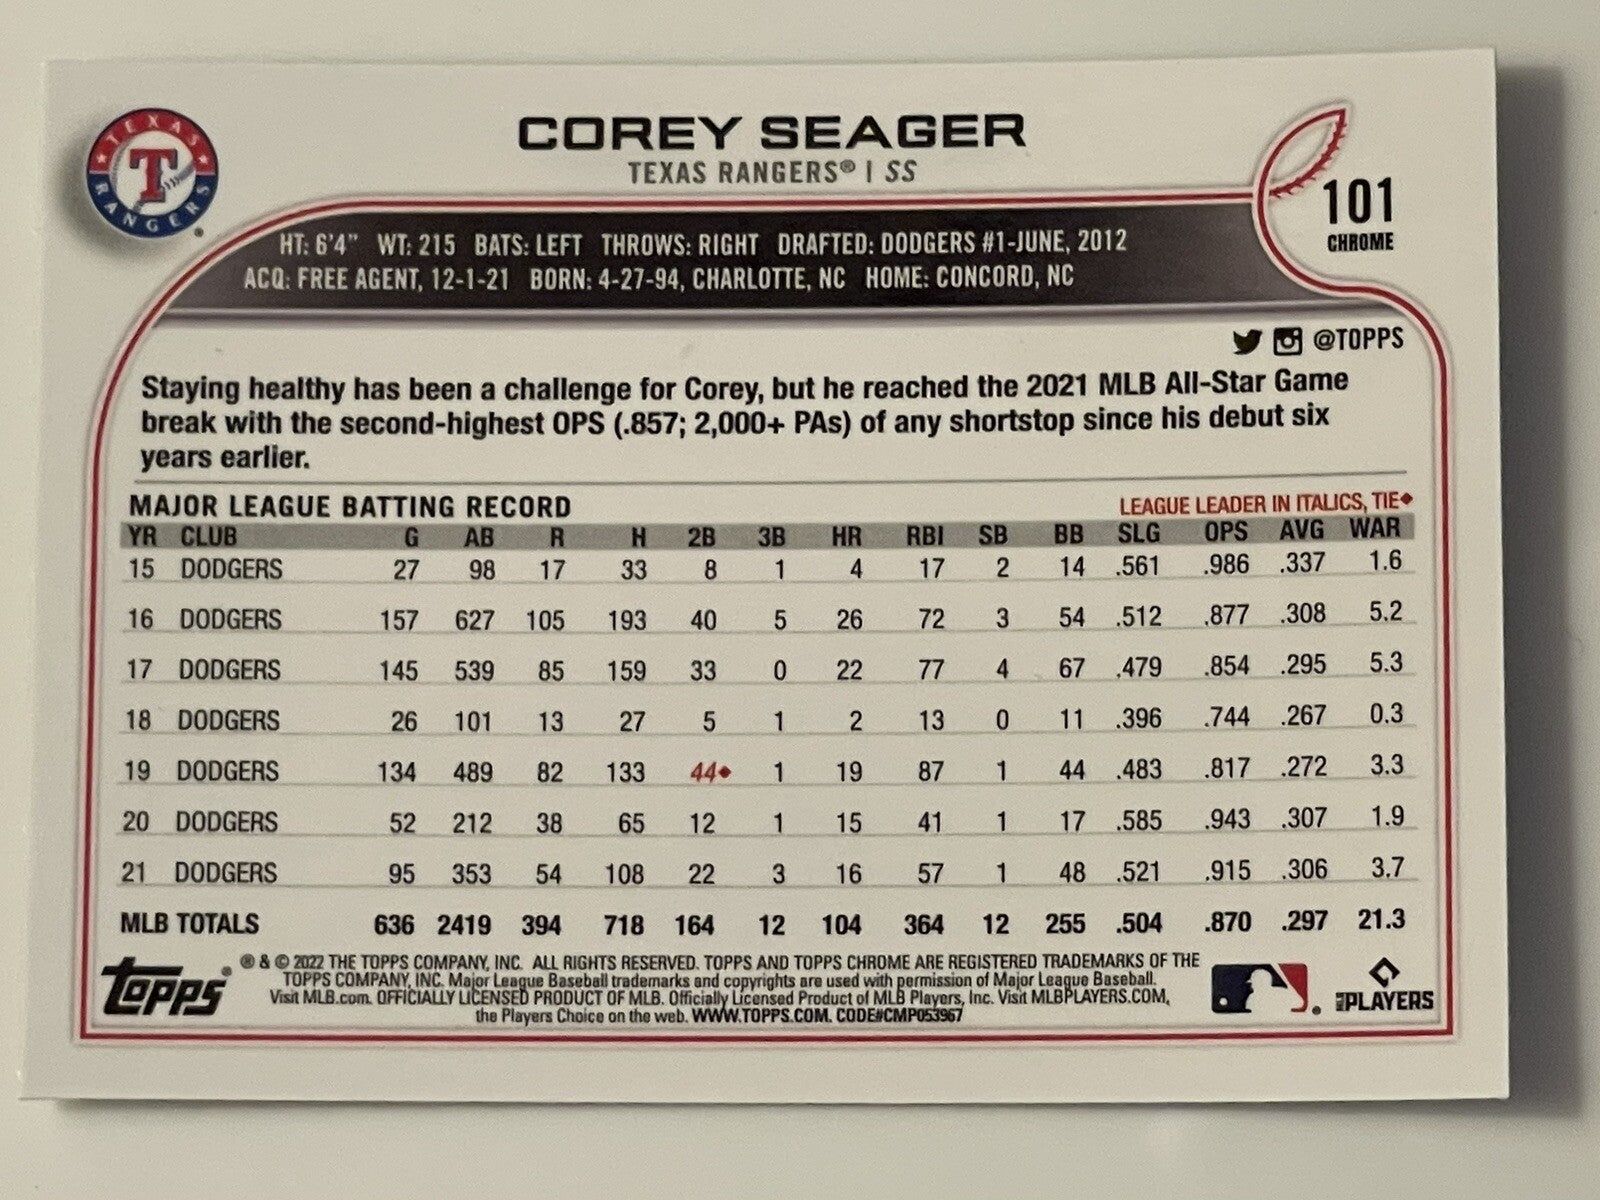 TEXAS
T
RANGERS
COREY SEAGER
TEXAS RANGERS® | SS
101
CHROME
HT: 6'4" WT: 215 BATS: LEFT THROWS: RIGHT DRAFTED: DODGERS #1-JUNE, 2012
ACQ: FREE AGENT, 12-1-21 BORN: 4-27-94, CHARLOTTE, NC HOME: CONCORD, NC
@TOPPS
Staying healthy has been a challenge for Corey, but he reached the 2021 MLB All-Star Game
break with the second-highest OPS (.857; 2,000+ PAs) of any shortstop since his debut six
years earlier.
MAJOR LEAGUE BATTING RECORD LEAGUE LEADER IN ITALICS, TIE♦
YR CLUB G AB R H 2B 3B HR RBI SB BB SLG OPS AVG WAR
15 DODGERS 27 98 17 33 8 1 4 17 2 14 .561 .986 .337 1.6
16 DODGERS 157 627 105 193 40 5 26 72 3 54 .512 .877 .308 5.2
17 DODGERS 145 539 85 159 33 0 22 77 4 67 .479 .854 .295 5.3
18 DODGERS 26 101 13 27 5 1 2 13 0 11 .396 .744 .267 0.3
19 DODGERS 134 489 82 133 44♦ 1 19 87 1 44 .483 .817 .272 3.3
20 DODGERS 52 212 38 65 12 1 15 41 1 17 .585 .943 .307 1.9
21 DODGERS 95 353 54 108 22 3 16 57 1 48 .521 .915 .306 3.7
MLB TOTALS 636 2419 394 718 164 12 104 364 12 255 .504 .870 .297 21.3
Topps®
® & © 2022 THE TOPPS COMPANY, INC. ALL RIGHTS RESERVED. TOPPS AND TOPPS CHROME ARE REGISTERED TRADEMARKS OF THE
TOPPS COMPANY, INC. Major League Baseball trademarks and copyrights are used with permission of Major League Baseball.
Visit MLB.com. OFFICIALLY LICENSED PRODUCT OF MLB. Officially Licensed Product of MLB Players, Inc. Visit MLBPLAYERS.COM,
the Players Choice on the web. WWW.TOPPS.COM. CODE#CMP053967
MLB PLAYERS